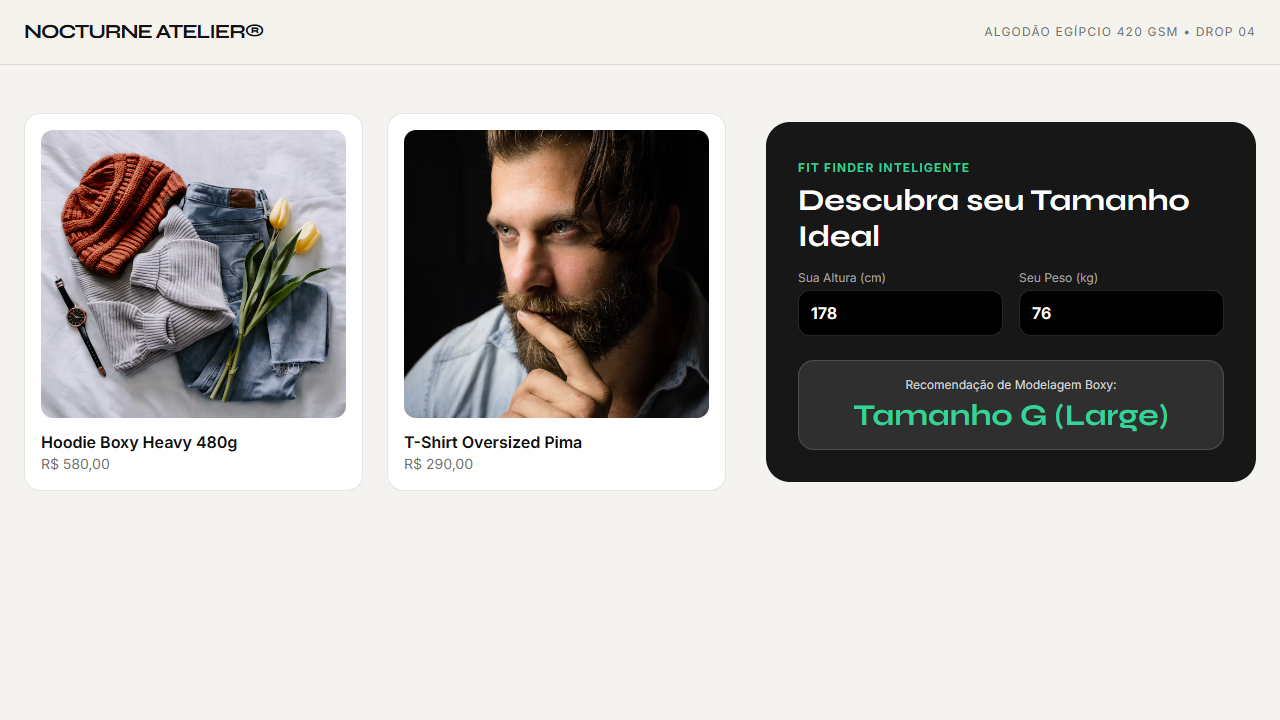 NOCTURNE ATELIER®
ALGODÃO EGÍPCIO 420 GSM • DROP 04
Hoodie Boxy Heavy 480g
R$ 580,00
T-Shirt Oversized Pima
R$ 290,00
FIT FINDER INTELIGENTE
Descubra seu Tamanho
Ideal
Sua Altura (cm)
Seu Peso (kg)
178
76
Recomendação de Modelagem Boxy:
Tamanho G (Large)